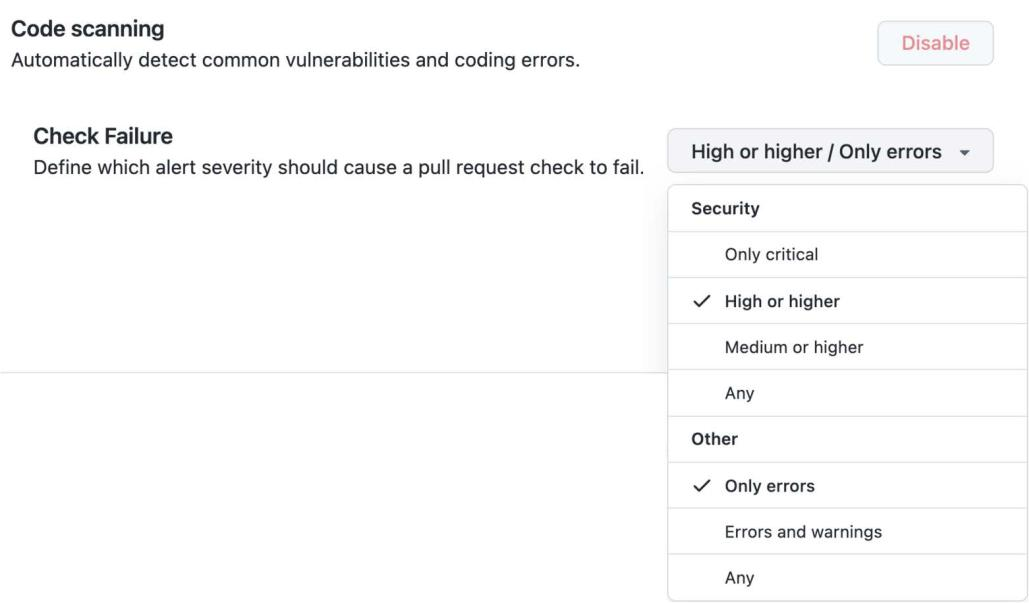 Code scanning
Disable
Automatically detect common vulnerabilities and coding errors.
Check Failure
High or higher / Only errors
Define which alert severity should cause a pull request check to fail.
Security
Only critical
High or higher
Medium or higher
Any
Other
Only errors
Errors and warnings
Any